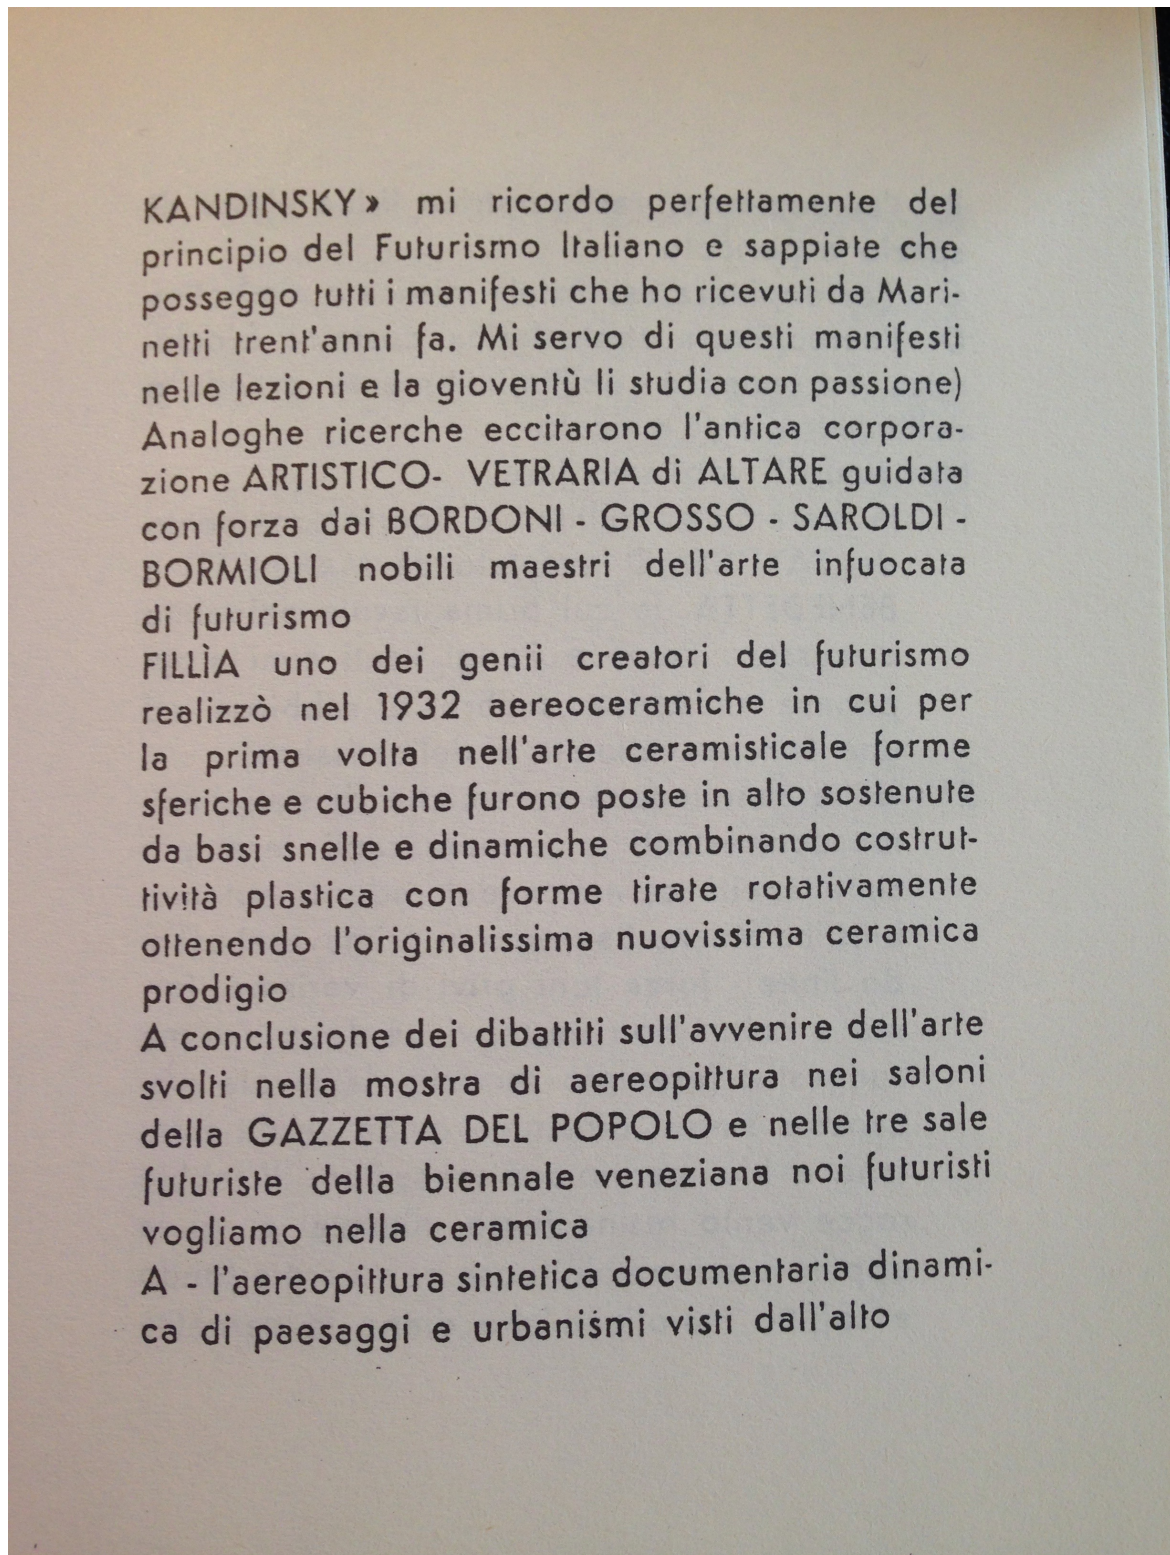 KANDINSKY» mi ricordo perfettamente del
principio del Futurismo Italiano e sappiate che
posseggo tutti i manifesti che ho ricevuti da Mari-
netti trent'anni fa. Mi servo di questi manifesti
nelle lezioni e la gioventù li studia con passione)
Analoghe ricerche eccitarono l'antica corpora-
zione ARTISTICO- VETRARIA di ALTARE guidata
con forza dai BORDONI - GROSSO - SAROLDI -
BORMIOLI nobili maestri dell'arte infuocata
di futurismo
FILLÌA uno dei genii creatori del futurismo
realizzò nel 1932 aereoceramiche in cui per
la prima volta nell'arte ceramisticale forme
sferiche e cubiche furono poste in alto sostenute
da basi snelle e dinamiche combinando costrut-
tività plastica con forme tirate rotativamente
ottenendo l'originalissima nuovissima ceramica
prodigio
A conclusione dei dibattiti sull'avvenire dell'arte
svolti nella mostra di aereopittura nei saloni
della GAZZETTA DEL POPOLO e nelle tre sale
futuriste della biennale veneziana noi futuristi
vogliamo nella ceramica
A - l'aereopittura sintetica documentaria dinami-
ca di paesaggi e urbanismi visti dall'alto